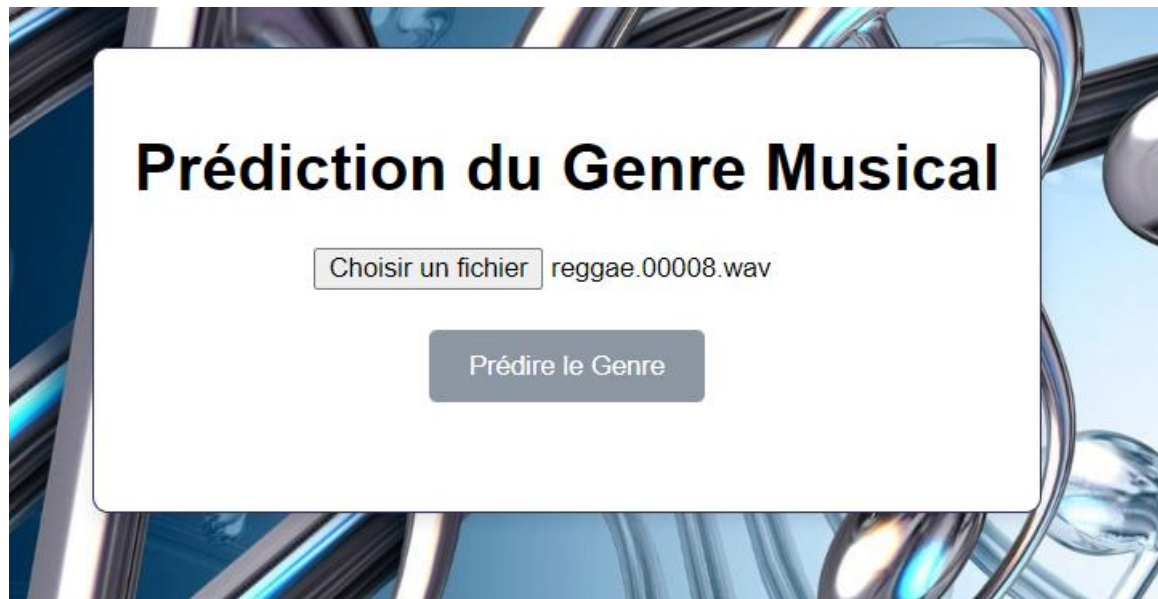 Prédiction du Genre Musical
Choisir un fichier reggae.00008.wav
Prédire le Genre